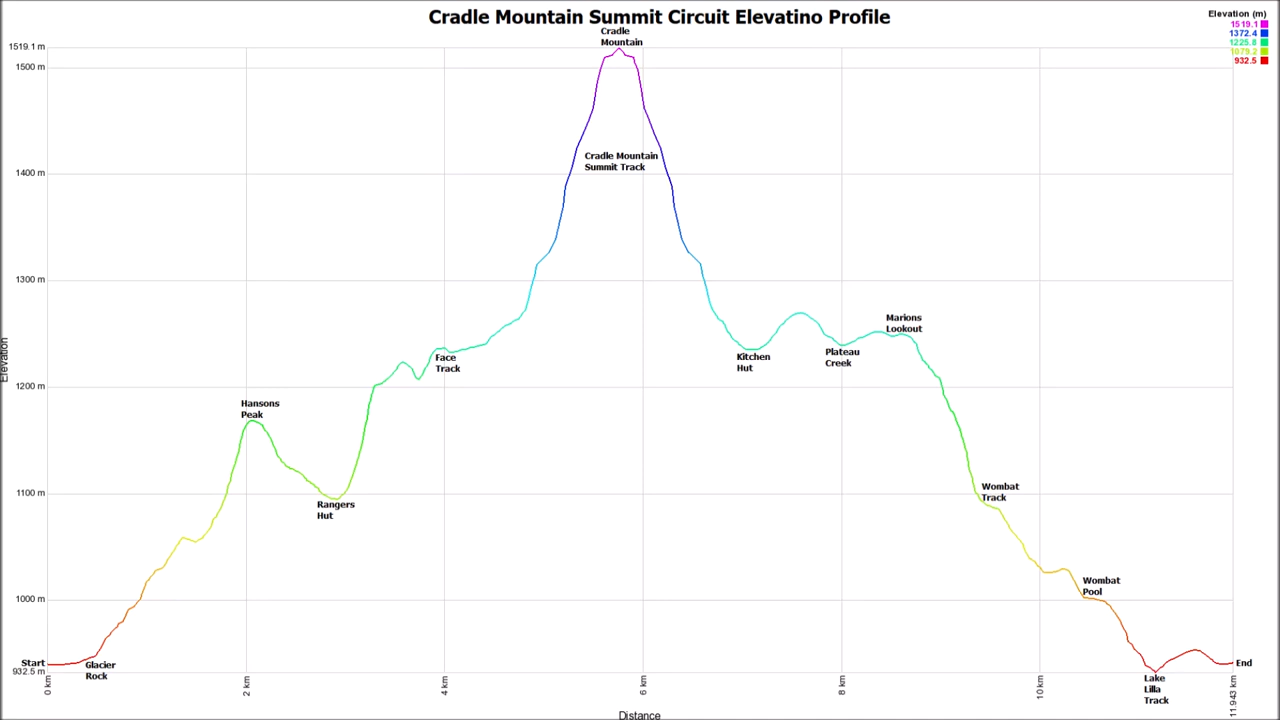 Cradle Mountain Summit Circuit Elevatino Profile
Elevation (m)
1519.1
1372.4
1225.8
1079.2
932.5
1519.1 m
1500 m
1400 m
1300 m
1200 m
1100 m
1000 m
932.5 m
Elevation
Start
Glacier
Rock
Hansons
Peak
Rangers
Hut
Face
Track
Cradle
Mountain
Cradle Mountain
Summit Track
Kitchen
Hut
Plateau
Creek
Marions
Lookout
Wombat
Track
Wombat
Pool
Lake
Lilla
Track
End
0 km
2 km
4 km
6 km
8 km
10 km
11.943 km
Distance